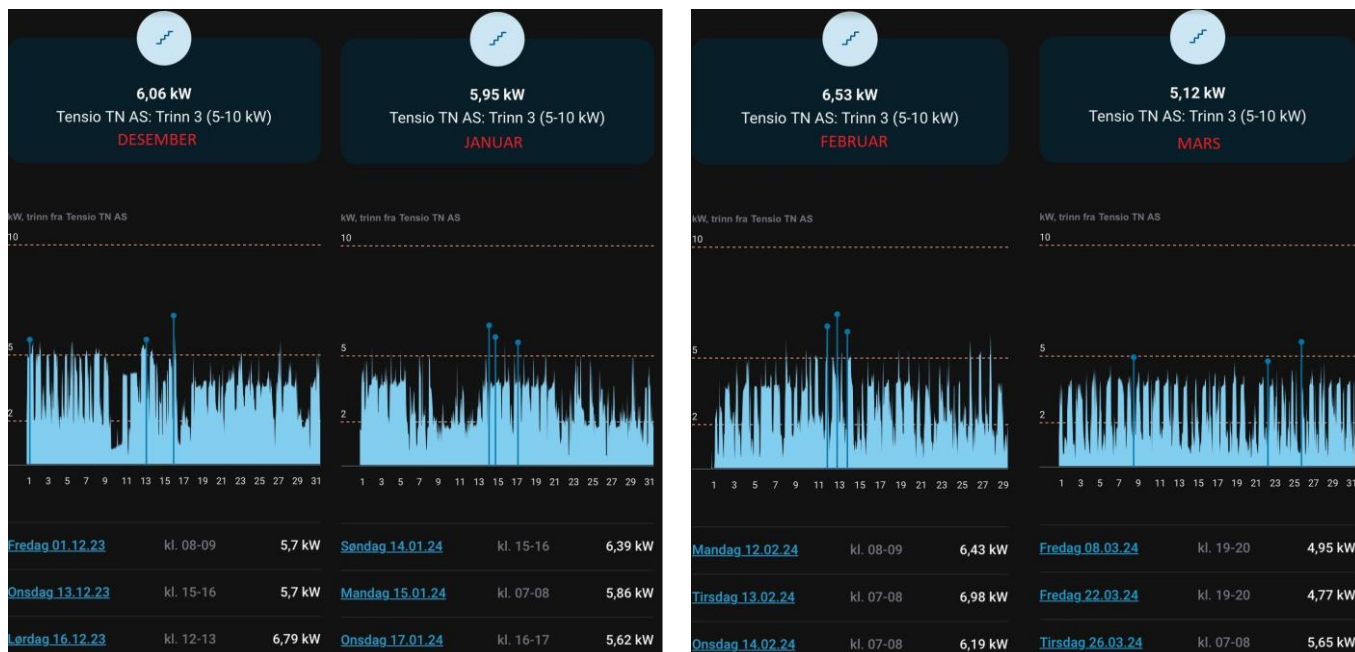 6,06 kW
Tensio TN AS: Trinn 3 (5-10 kW)
DESEMBER
kW, trinn fra Tensio TN AS
10
5
2
1 3 5 7 9 11 13 15 17 19 21 23 25 27 29 31
Fredag 01.12.23 kl. 08-09 5,7 kW
Onsdag 13.12.23 kl. 15-16 5,7 kW
Lørdag 16.12.23 kl. 12-13 6,79 kW
5,95 kW
Tensio TN AS: Trinn 3 (5-10 kW)
JANUAR
kW, trinn fra Tensio TN AS
10
5
2
1 3 5 7 9 11 13 15 17 19 21 23 25 27 29 31
Søndag 14.01.24 kl. 15-16 6,39 kW
Mandag 15.01.24 kl. 07-08 5,86 kW
Onsdag 17.01.24 kl. 16-17 5,62 kW
6,53 kW
Tensio TN AS: Trinn 3 (5-10 kW)
FEBRUAR
kW, trinn fra Tensio TN AS
10
5
2
1 3 5 7 9 11 13 15 17 19 21 23 25 27 29
Mandag 12.02.24 kl. 08-09 6,43 kW
Tirsdag 13.02.24 kl. 07-08 6,98 kW
Onsdag 14.02.24 kl. 07-08 6,19 kW
5,12 kW
Tensio TN AS: Trinn 3 (5-10 kW)
MARS
kW, trinn fra Tensio TN AS
10
5
2
1 3 5 7 9 11 13 15 17 19 21 23 25 27 29 31
Fredag 08.03.24 kl. 19-20 4,95 kW
Fredag 22.03.24 kl. 19-20 4,77 kW
Tirsdag 26.03.24 kl. 07-08 5,65 kW